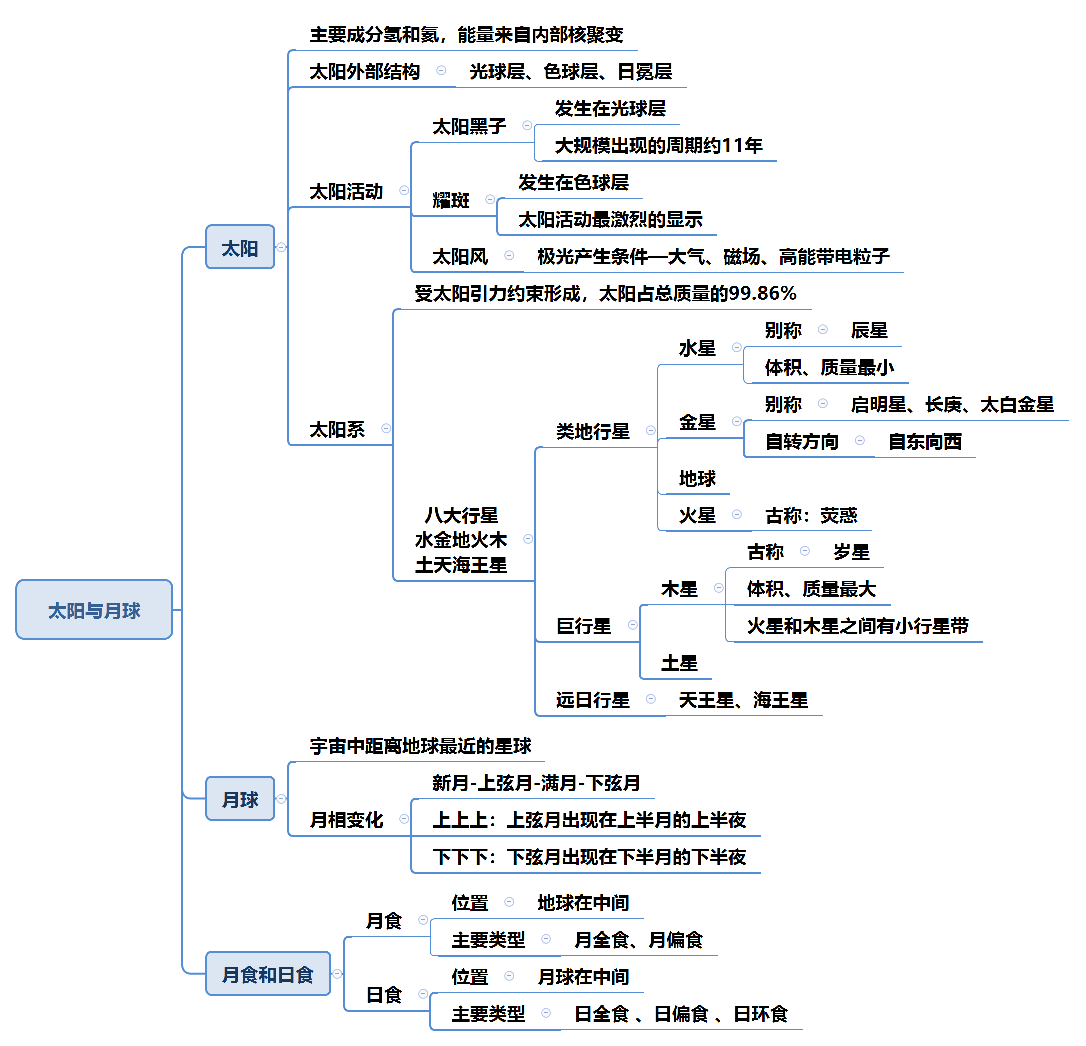 太阳与月球
太阳
主要成分氢和氦，能量来自内部核聚变
太阳外部结构
光球层、色球层、日冕层
太阳活动
太阳黑子
发生在光球层
大规模出现的周期约11年
耀斑
发生在色球层
太阳活动最激烈的显示
太阳风
极光产生条件—大气、磁场、高能带电粒子
太阳系
受太阳引力约束形成，太阳占总质量的99.86%
八大行星
水金地火木
土天海王星
类地行星
水星
别称
辰星
体积、质量最小
金星
别称
启明星、长庚、太白金星
自转方向
自东向西
地球
火星
古称：荧惑
巨行星
木星
古称
岁星
体积、质量最大
火星和木星之间有小行星带
土星
远日行星
天王星、海王星
月球
宇宙中距离地球最近的星球
月相变化
新月-上弦月-满月-下弦月
上上上：上弦月出现在上半月的上半夜
下下下：下弦月出现在下半月的下半夜
月食和日食
月食
位置
地球在中间
主要类型
月全食、月偏食
日食
位置
月球在中间
主要类型
日全食 、日偏食 、日环食